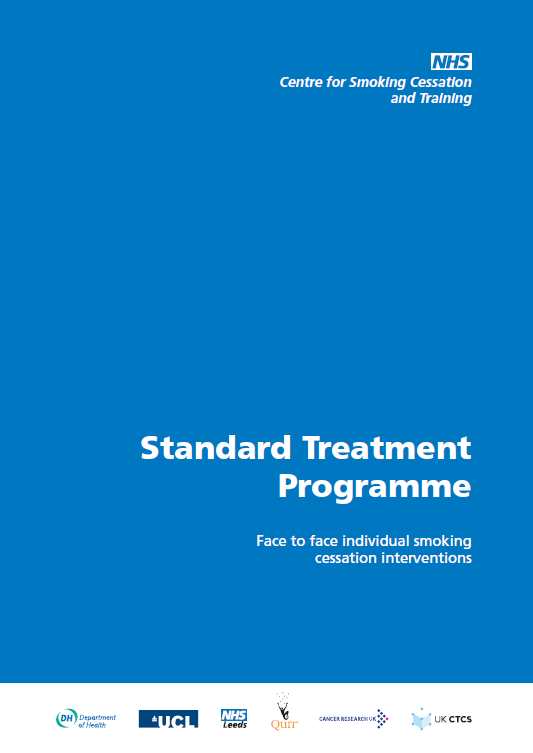 NHS
Centre for Smoking Cessation
and Training
Standard Treatment
Programme
Face to face individual smoking
cessation interventions
DH Department
of Health
UCL
NHS
Leeds
QUIT
CANCER RESEARCH UK
UK CTCS